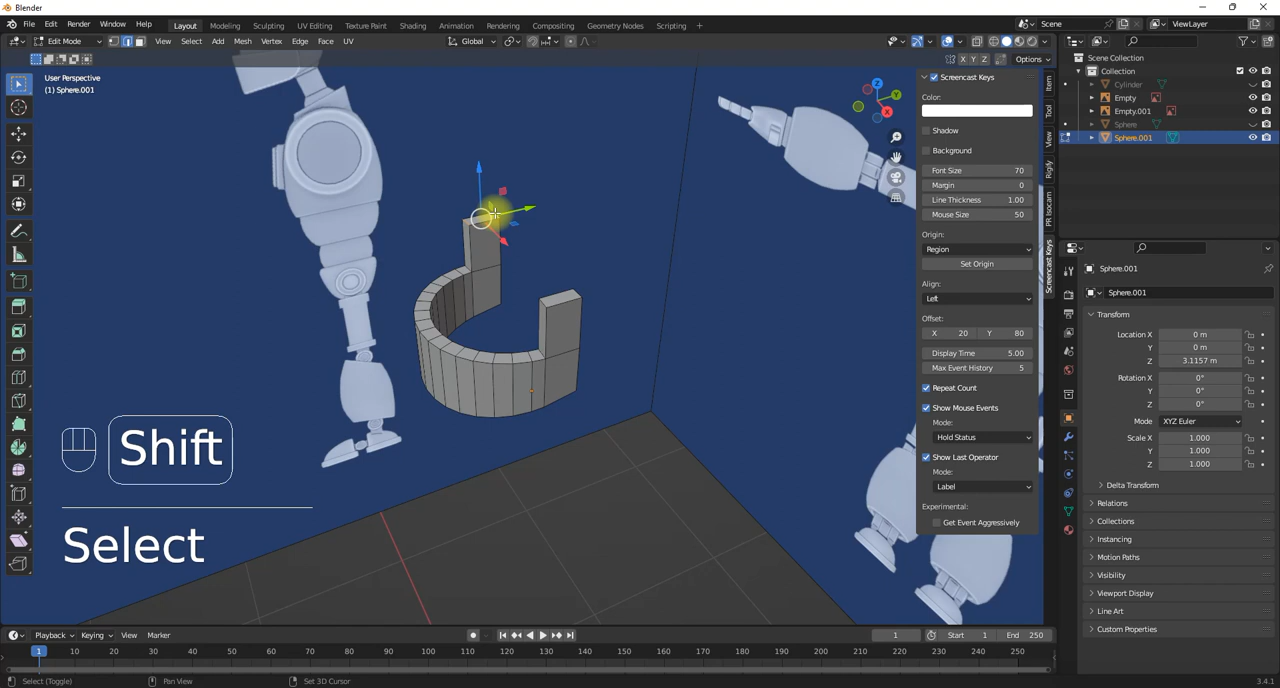 Blender
File Edit Render Window Help
Layout Modeling Sculpting UV Editing Texture Paint Shading Animation Rendering Compositing Geometry Nodes Scripting +
Scene
ViewLayer
Edit Mode View Select Add Mesh Vertex Edge Face UV
Global
X Y Z Options
User Perspective
(1) Sphere.001
Z
Y
X
Screencast Keys
Color:
Shadow
Background
Font Size 70
Margin 0
Line Thickness 1.00
Mouse Size 50
Origin:
Region
Set Origin
Align:
Left
Offset:
X 20 Y 80
Display Time 5.00
Max Event History 5
Repeat Count
Show Mouse Events
Mode:
Hold Status
Show Last Operator
Mode:
Label
Experimental:
Get Event Aggressively
Item
Tool
View
Rigify
PR Isocam
Screencast Keys
Scene Collection
Collection
Cylinder
Empty
Empty.001
Sphere
Sphere.001
Sphere.001
Sphere.001
Transform
Location X 0 m
Y 0 m
Z 3.1157 m
Rotation X 0°
Y 0°
Z 0°
Mode XYZ Euler
Scale X 1.000
Y 1.000
Z 1.000
Delta Transform
Relations
Collections
Instancing
Motion Paths
Visibility
Viewport Display
Line Art
Custom Properties
Shift
Select
Playback Keying View Marker
1 Start 1 End 250
1 10 20 30 40 50 60 70 80 90 100 110 120 130 140 150 160 170 180 190 200 210 220 230 240 250
Select (Toggle) Pan View Set 3D Cursor 3.4.1